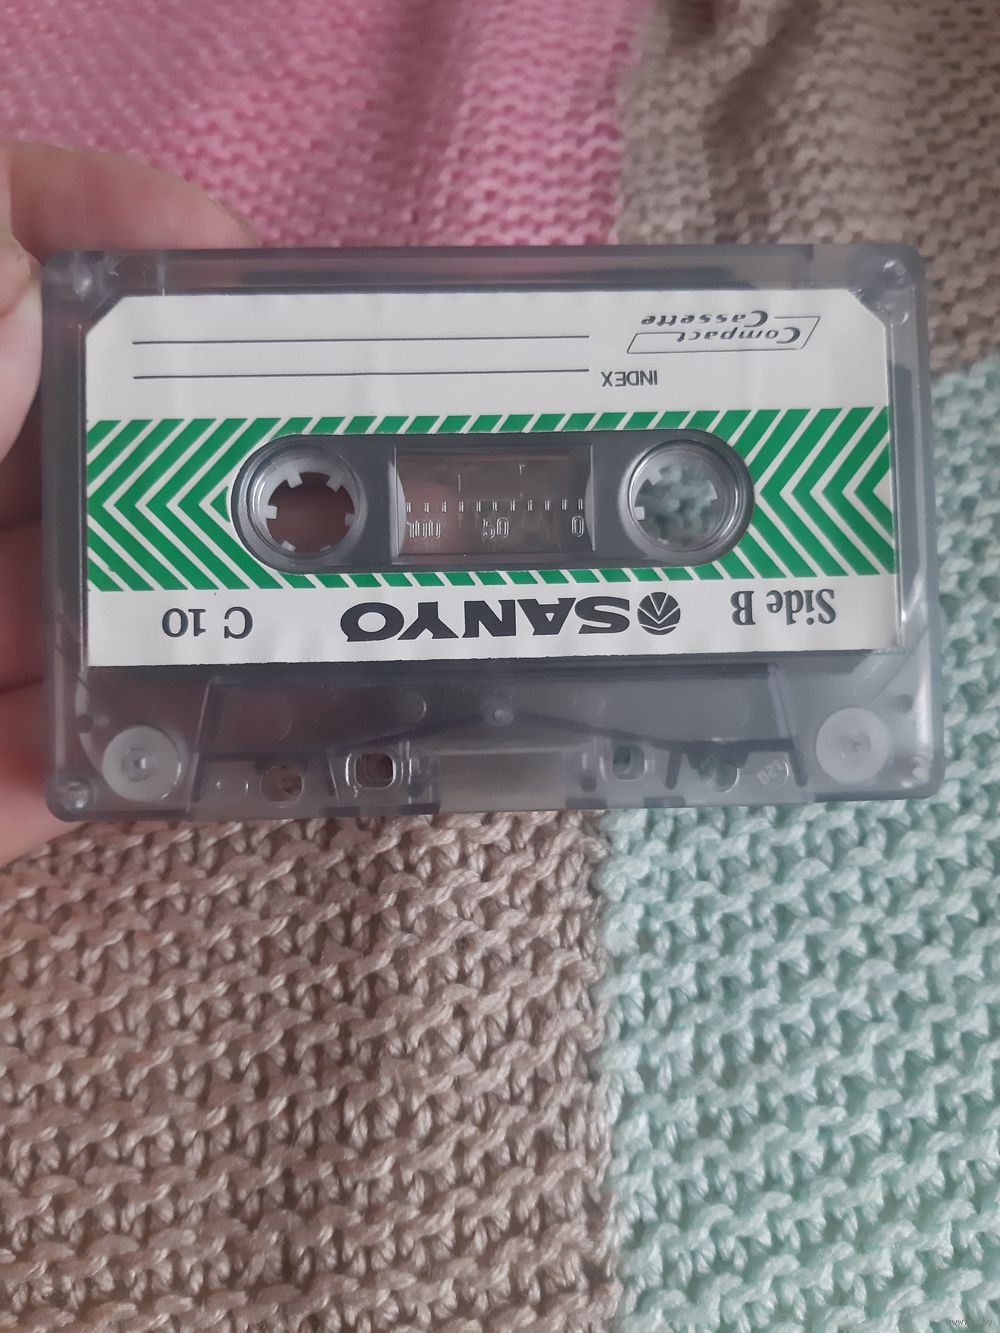 Side B
SANYO
C 10
0 50 100
INDEX
Compact
Cassette